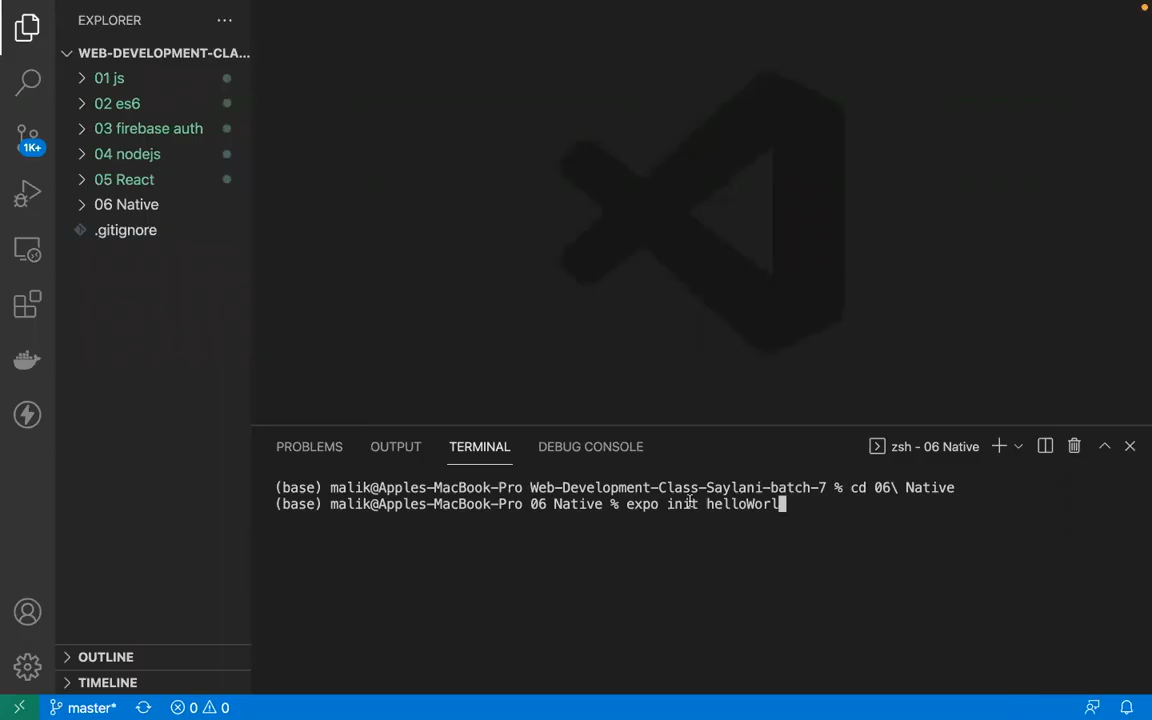 EXPLORER
WEB-DEVELOPMENT-CLA...
01 js
02 es6
03 firebase auth
04 nodejs
1K+
05 React
06 Native
.gitignore
PROBLEMS OUTPUT TERMINAL DEBUG CONSOLE zsh - 06 Native
(base) malik@Apples-MacBook-Pro Web-Development-Class-Saylani-batch-7 % cd 06\ Native
(base) malik@Apples-MacBook-Pro 06 Native % expo init helloWorl
OUTLINE
TIMELINE
master* 0 0